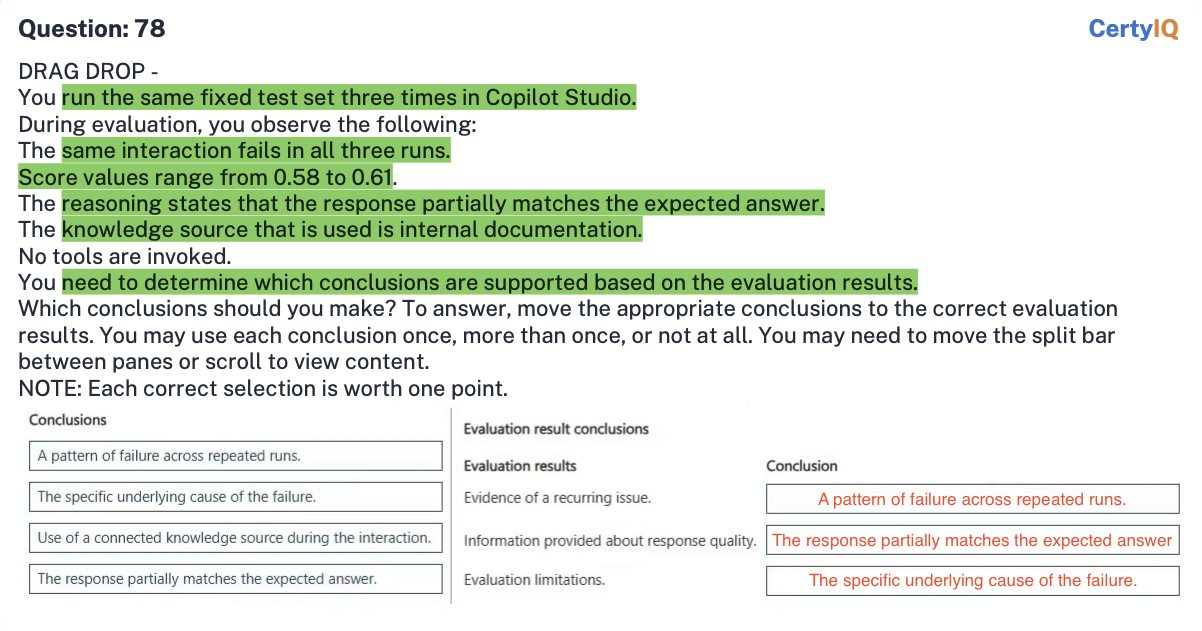 Question: 78
CertyIQ
DRAG DROP -
You run the same fixed test set three times in Copilot Studio.
During evaluation, you observe the following:
The same interaction fails in all three runs.
Score values range from 0.58 to 0.61.
The reasoning states that the response partially matches the expected answer.
The knowledge source that is used is internal documentation.
No tools are invoked.
You need to determine which conclusions are supported based on the evaluation results.
Which conclusions should you make? To answer, move the appropriate conclusions to the correct evaluation
results. You may use each conclusion once, more than once, or not at all. You may need to move the split bar
between panes or scroll to view content.
NOTE: Each correct selection is worth one point.
Conclusions
A pattern of failure across repeated runs.
The specific underlying cause of the failure.
Use of a connected knowledge source during the interaction.
The response partially matches the expected answer.
Evaluation result conclusions
Evaluation results
Conclusion
Evidence of a recurring issue.
A pattern of failure across repeated runs.
Information provided about response quality.
The response partially matches the expected answer
Evaluation limitations.
The specific underlying cause of the failure.